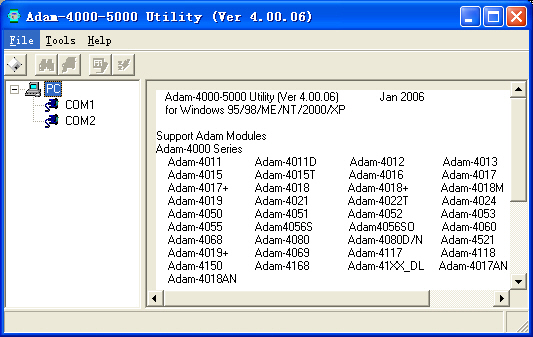 Adam-4000-5000 Utility (Ver 4.00.06)
File Tools Help
PC
COM1
COM2
Adam-4000-5000 Utility (Ver 4.00.06) Jan 2006
for Windows 95/98/ME/NT/2000/XP
Support Adam Modules
Adam-4000 Series
Adam-4011 Adam-4011D Adam-4012 Adam-4013
Adam-4015 Adam-4015T Adam-4016 Adam-4017
Adam-4017+ Adam-4018 Adam-4018+ Adam-4018M
Adam-4019 Adam-4021 Adam-4022T Adam-4024
Adam-4050 Adam-4051 Adam-4052 Adam-4053
Adam-4055 Adam4056S Adam4056SO Adam-4060
Adam-4068 Adam-4080 Adam-4080D/N Adam-4521
Adam-4019+ Adam-4069 Adam-4117 Adam-4118
Adam-4150 Adam-4168 Adam-41XX_DL Adam-4017AN
Adam-4018AN